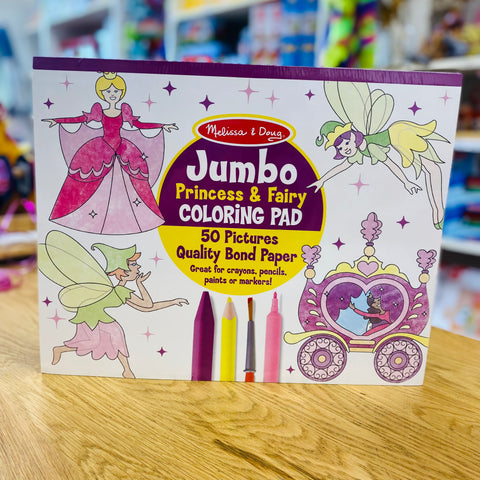 Melissa & Doug.
Jumbo
Princess & Fairy
COLORING PAD
50 Pictures
Quality Bond Paper
Great for crayons, pencils,
paints or markers!